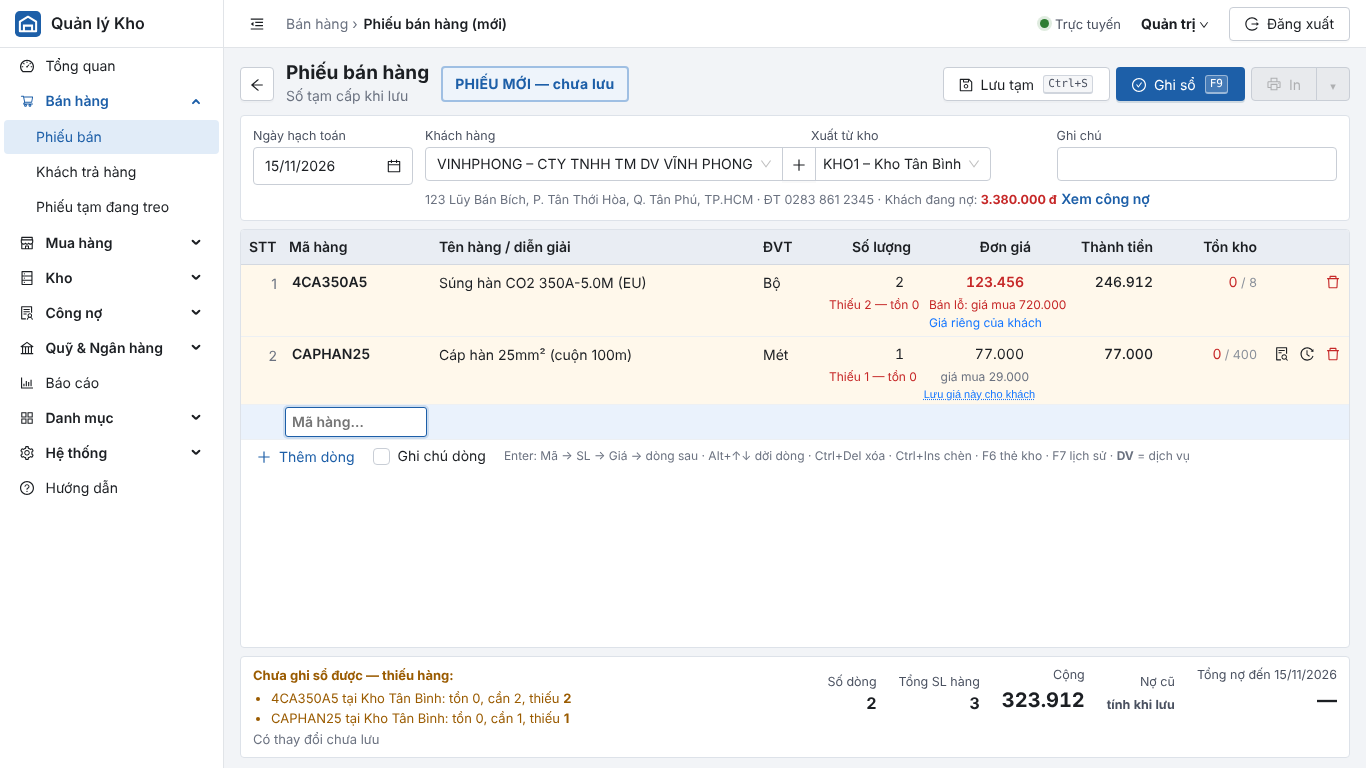 Quản lý Kho
Bán hàng › Phiếu bán hàng (mới)
Trực tuyến
Quản trị
Đăng xuất
Tổng quan
Bán hàng
Phiếu bán
Khách trả hàng
Phiếu tạm đang treo
Mua hàng
Kho
Công nợ
Quỹ & Ngân hàng
Báo cáo
Danh mục
Hệ thống
Hướng dẫn
Phiếu bán hàng
Số tạm cấp khi lưu
PHIẾU MỚI — chưa lưu
Lưu tạm Ctrl+S
Ghi sổ F9
In
Ngày hạch toán
Khách hàng
Xuất từ kho
Ghi chú
15/11/2026
VINHPHONG – CTY TNHH TM DV VĨNH PHONG
KHO1 – Kho Tân Bình
123 Lũy Bán Bích, P. Tân Thới Hòa, Q. Tân Phú, TP.HCM · ĐT 0283 861 2345 · Khách đang nợ: 3.380.000 đ Xem công nợ
STT Mã hàng Tên hàng / diễn giải ĐVT Số lượng Đơn giá Thành tiền Tồn kho
1 4CA350A5 Súng hàn CO2 350A-5.0M (EU) Bộ 2 123.456 246.912 0 / 8
Thiếu 2 — tồn 0 Bán lỗ: giá mua 720.000
Giá riêng của khách
2 CAPHAN25 Cáp hàn 25mm² (cuộn 100m) Mét 1 77.000 77.000 0 / 400
Thiếu 1 — tồn 0 giá mua 29.000
Lưu giá này cho khách
Mã hàng...
Thêm dòng
Ghi chú dòng
Enter: Mã → SL → Giá → dòng sau · Alt+↑↓ dời dòng · Ctrl+Del xóa · Ctrl+Ins chèn · F6 thẻ kho · F7 lịch sử · DV = dịch vụ
Chưa ghi sổ được — thiếu hàng:
• 4CA350A5 tại Kho Tân Bình: tồn 0, cần 2, thiếu 2
• CAPHAN25 tại Kho Tân Bình: tồn 0, cần 1, thiếu 1
Có thay đổi chưa lưu
Số dòng
2
Tổng SL hàng
3
Cộng
323.912
Nợ cũ
tính khi lưu
Tổng nợ đến 15/11/2026
—